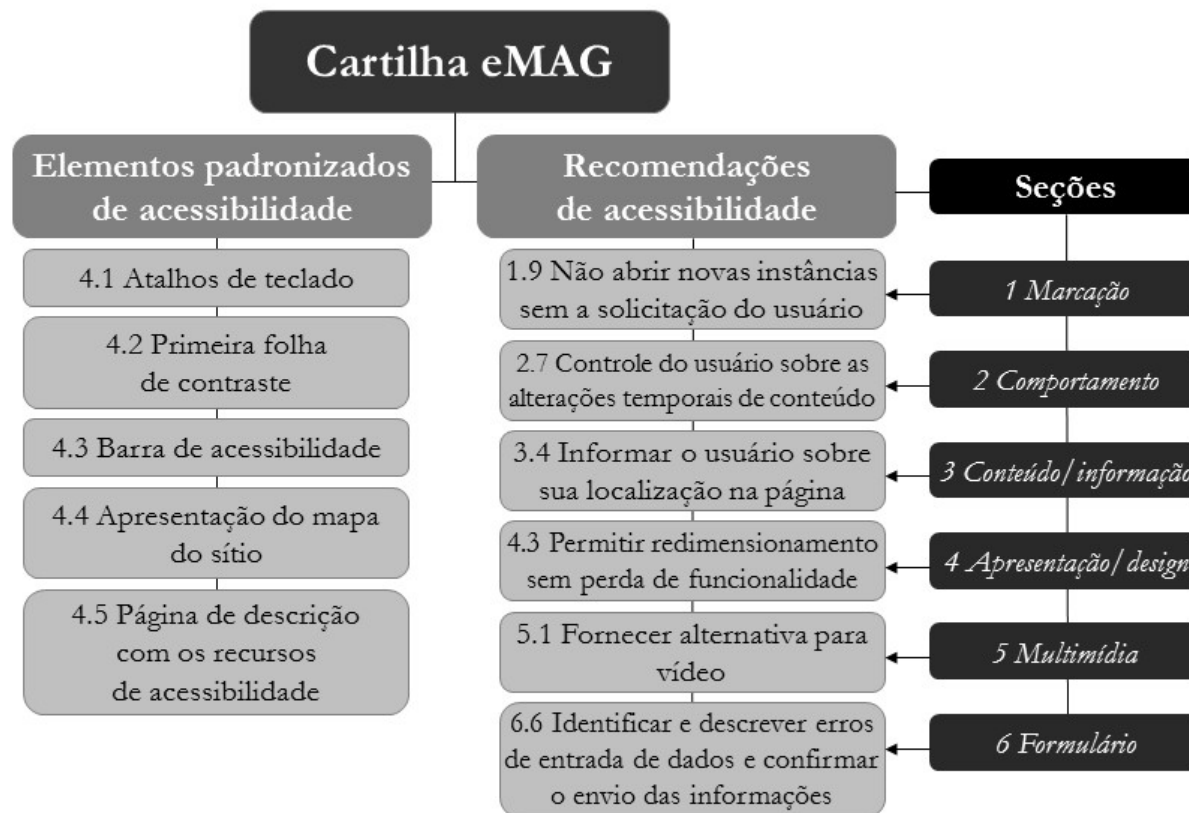 Cartilha eMAG
Elementos padronizados
de acessibilidade
4.1 Atalhos de teclado
4.2 Primeira folha
de contraste
4.3 Barra de acessibilidade
4.4 Apresentação do mapa
do sítio
4.5 Página de descrição
com os recursos
de acessibilidade
Recomendações
de acessibilidade
1.9 Não abrir novas instâncias
sem a solicitação do usuário
2.7 Controle do usuário sobre as
alterações temporais de conteúdo
3.4 Informar o usuário sobre
sua localização na página
4.3 Permitir redimensionamento
sem perda de funcionalidade
5.1 Fornecer alternativa para
vídeo
6.6 Identificar e descrever erros
de entrada de dados e confirmar
o envio das informações
Seções
1 Marcação
2 Comportamento
3 Conteúdo/informação
4 Apresentação/design
5 Multimídia
6 Formulário